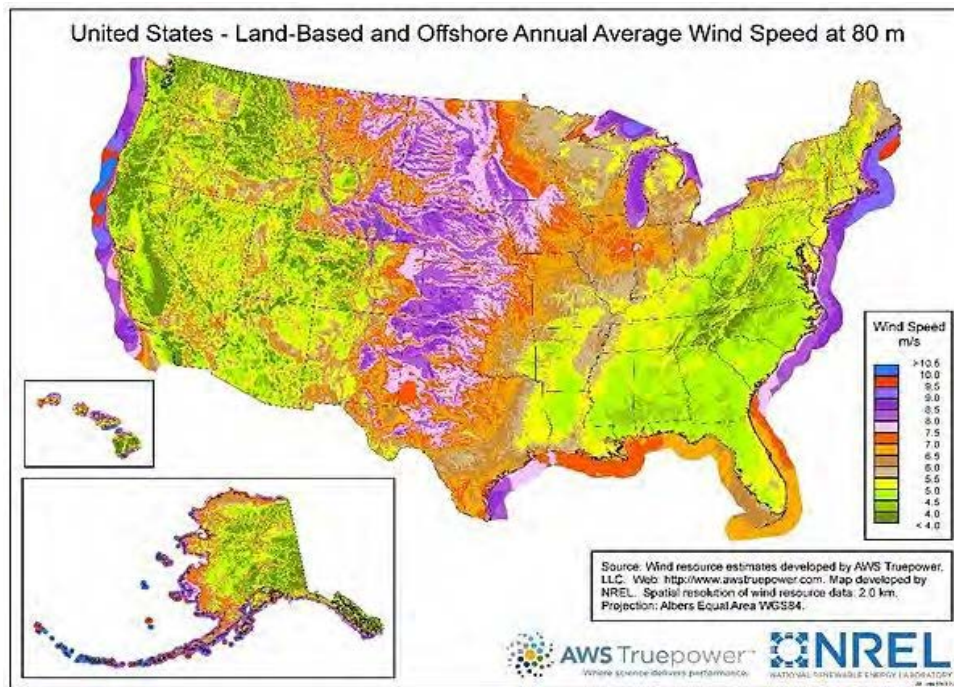 United States - Land-Based and Offshore Annual Average Wind Speed at 80 m
Wind Speed
m/s
>10.5
10.0
9.5
9.0
8.5
8.0
7.5
7.0
6.5
6.0
5.5
5.0
4.5
4.0
< 4.0
Source: Wind resource estimates developed by AWS Truepower,
LLC. Web: http://www.awstruepower.com. Map developed by
NREL. Spatial resolution of wind resource data: 2.0 km.
Projection: Albers Equal Area WGS84.
AWS Truepower
Where science delivers performance.
NREL
NATIONAL RENEWABLE ENERGY LABORATORY